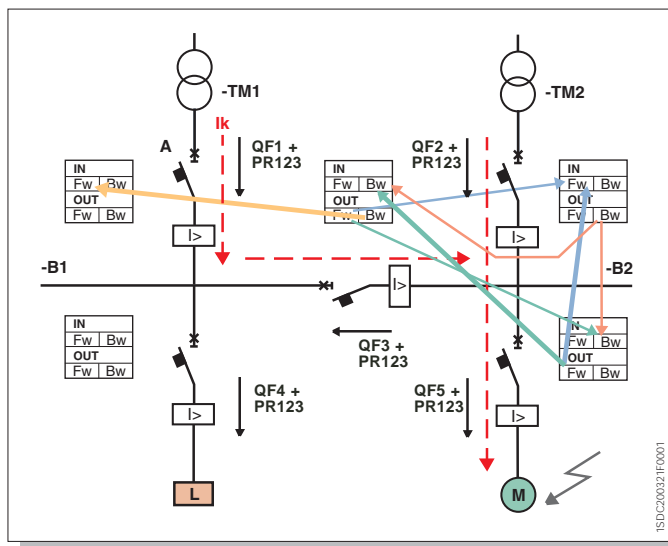 -TM1
-TM2
Ik
A
QF1 +
PR123
QF2 +
PR123
IN
Fw Bw
OUT
Fw Bw
IN
Fw Bw
OUT
Fw Bw
IN
Fw Bw
OUT
Fw Bw
I>
I>
-B1
I>
-B2
IN
Fw Bw
OUT
Fw Bw
QF3 +
PR123
IN
Fw Bw
OUT
Fw Bw
QF4 +
PR123
QF5 +
PR123
I>
I>
L
M
1SDC200321F0001